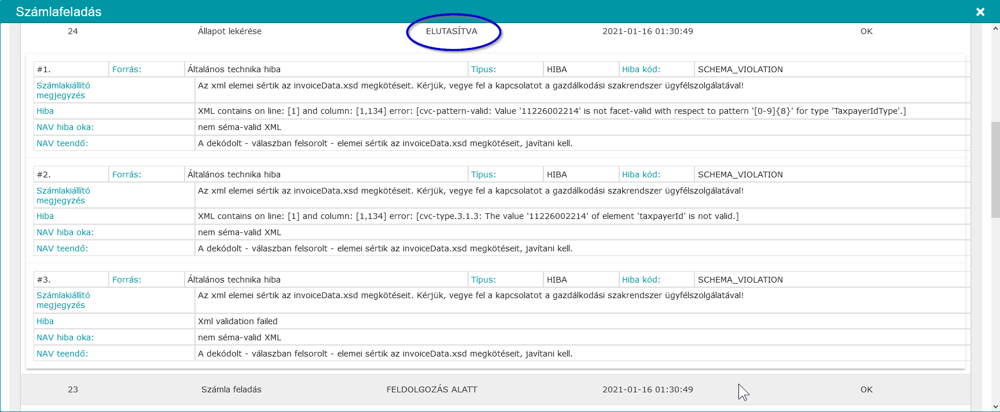 Számlafeladás
24 Állapot lekérése ELUTASÍTVA 2021-01-16 01:30:49 OK
#1. Forrás: Általános technika hiba Típus: HIBA Hiba kód: SCHEMA_VIOLATION
Számlakiállító
megjegyzés
Az xml elemei sértik az invoiceData.xsd megkötéseit. Kérjük, vegye fel a kapcsolatot a gazdálkodási szakrendszer ügyfélszolgálatával!
Hiba XML contains on line: [1] and column: [1,134] error: [cvc-pattern-valid: Value '11226002214' is not facet-valid with respect to pattern '[0-9]{8}' for type 'TaxpayerIdType'.]
NAV hiba oka: nem séma-valid XML
NAV teendő: A dekódolt - válaszban felsorolt - elemei sértik az invoiceData.xsd megkötéseit, javítani kell.
#2. Forrás: Általános technika hiba Típus: HIBA Hiba kód: SCHEMA_VIOLATION
Számlakiállító
megjegyzés
Az xml elemei sértik az invoiceData.xsd megkötéseit. Kérjük, vegye fel a kapcsolatot a gazdálkodási szakrendszer ügyfélszolgálatával!
Hiba XML contains on line: [1] and column: [1,134] error: [cvc-type.3.1.3: The value '11226002214' of element 'taxpayerId' is not valid.]
NAV hiba oka: nem séma-valid XML
NAV teendő: A dekódolt - válaszban felsorolt - elemei sértik az invoiceData.xsd megkötéseit, javítani kell.
#3. Forrás: Általános technika hiba Típus: HIBA Hiba kód: SCHEMA_VIOLATION
Számlakiállító
megjegyzés
Az xml elemei sértik az invoiceData.xsd megkötéseit. Kérjük, vegye fel a kapcsolatot a gazdálkodási szakrendszer ügyfélszolgálatával!
Hiba Xml validation failed
NAV hiba oka: nem séma-valid XML
NAV teendő: A dekódolt - válaszban felsorolt - elemei sértik az invoiceData.xsd megkötéseit, javítani kell.
23 Számla feladás FELDOLGOZÁS ALATT 2021-01-16 01:30:49 OK